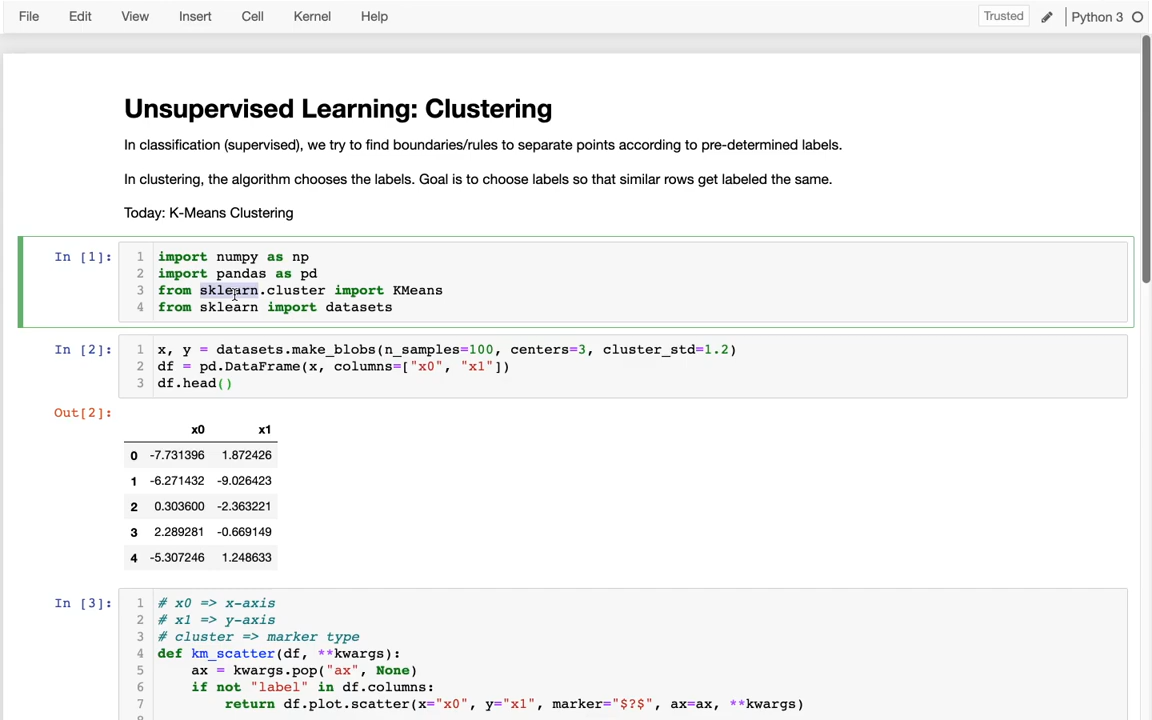 File Edit View Insert Cell Kernel Help Trusted Python 3
Unsupervised Learning: Clustering
In classification (supervised), we try to find boundaries/rules to separate points according to pre-determined labels.
In clustering, the algorithm chooses the labels. Goal is to choose labels so that similar rows get labeled the same.
Today: K-Means Clustering
In [1]: 1 import numpy as np
2 import pandas as pd
3 from sklearn.cluster import KMeans
4 from sklearn import datasets
In [2]: 1 x, y = datasets.make_blobs(n_samples=100, centers=3, cluster_std=1.2)
2 df = pd.DataFrame(x, columns=["x0", "x1"])
3 df.head()
Out[2]:
x0 x1
0 -7.731396 1.872426
1 -6.271432 -9.026423
2 0.303600 -2.363221
3 2.289281 -0.669149
4 -5.307246 1.248633
In [3]: 1 # x0 => x-axis
2 # x1 => y-axis
3 # cluster => marker type
4 def km_scatter(df, **kwargs):
5 ax = kwargs.pop("ax", None)
6 if not "label" in df.columns:
7 return df.plot.scatter(x="x0", y="x1", marker="$?$", ax=ax, **kwargs)